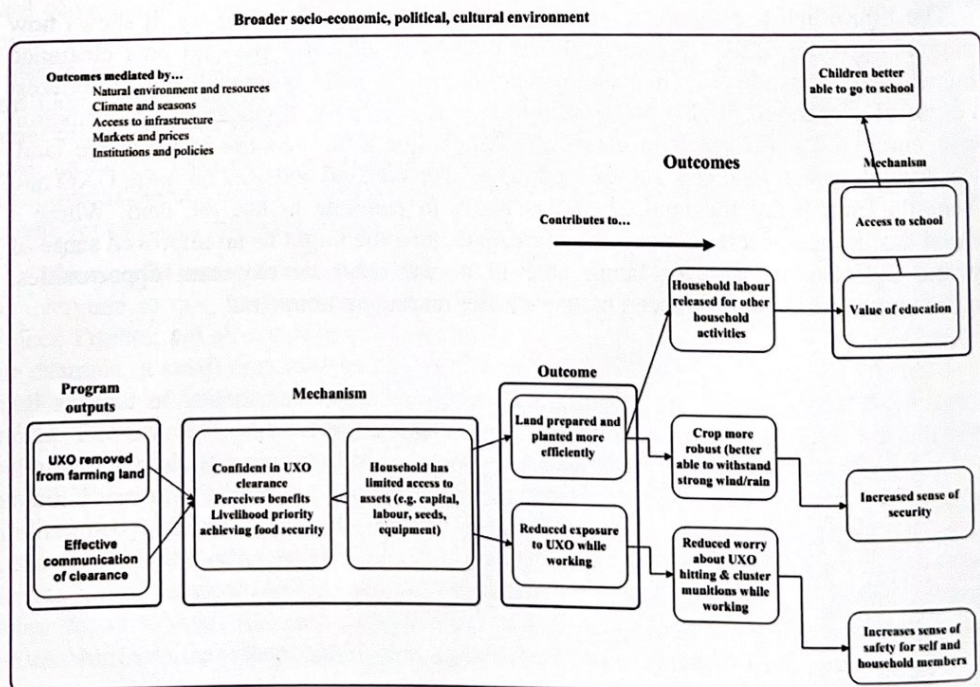 Broader socio-economic, political, cultural environment
Outcomes mediated by...
Natural environment and resources
Climate and seasons
Access to infrastructure
Markets and prices
Institutions and policies
Children better
able to go to school
Outcomes
Mechanism
Access to school
Value of education
Contributes to...
Household labour
released for other
household
activities
Program
outputs
UXO removed
from farming land
Effective
communication
of clearance
Mechanism
Confident in UXO
clearance
Perceives benefits
Livelihood priority
achieving food security
Household has
limited access to
assets (e.g. capital,
labour, seeds,
equipment)
Outcome
Land prepared and
planted more
efficiently
Reduced exposure
to UXO while
working
Crop more
robust (better
able to withstand
strong wind/rain)
Reduced worry
about UXO
hitting & cluster
munitions while
working
Increased sense of
security
Increases sense of
safety for self and
household members